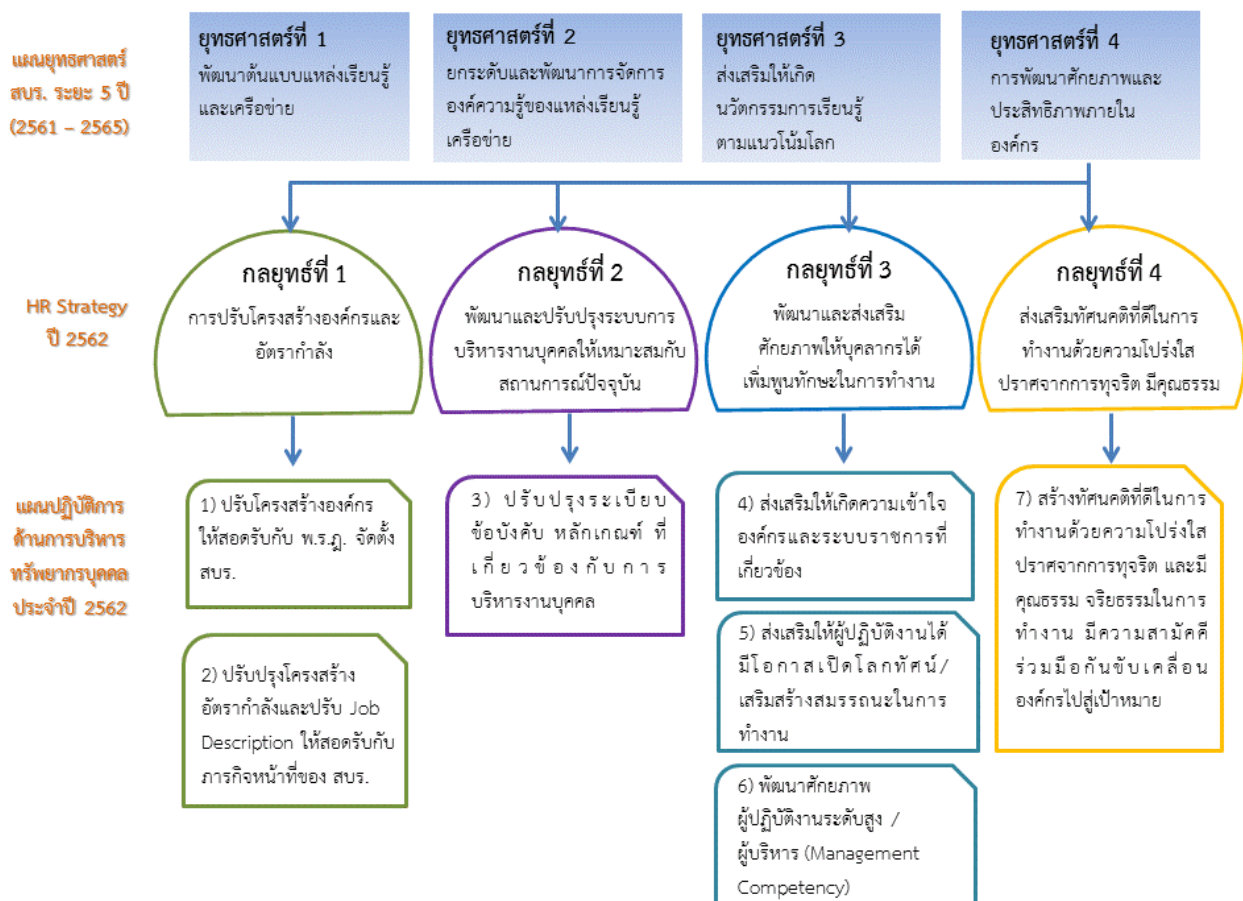 แผนยุทธศาสตร์
สบร. ระยะ 5 ปี
(2561 – 2565)
ยุทธศาสตร์ที่ 1
พัฒนาต้นแบบแหล่งเรียนรู้
และเครือข่าย
ยุทธศาสตร์ที่ 2
ยกระดับและพัฒนาการจัดการ
องค์ความรู้ของแหล่งเรียนรู้
เครือข่าย
ยุทธศาสตร์ที่ 3
ส่งเสริมให้เกิด
นวัตกรรมการเรียนรู้
ตามแนวโน้มโลก
ยุทธศาสตร์ที่ 4
การพัฒนาศักยภาพและ
ประสิทธิภาพภายใน
องค์กร
HR Strategy
ปี 2562
กลยุทธ์ที่ 1
การปรับโครงสร้างองค์กรและ
อัตรากำลัง
กลยุทธ์ที่ 2
พัฒนาและปรับปรุงระบบการ
บริหารงานบุคคลให้เหมาะสมกับ
สถานการณ์ปัจจุบัน
กลยุทธ์ที่ 3
พัฒนาและส่งเสริม
ศักยภาพให้บุคลากรได้
เพิ่มพูนทักษะในการทำงาน
กลยุทธ์ที่ 4
ส่งเสริมทัศนคติที่ดีในการ
ทำงานด้วยความโปร่งใส
ปราศจากการทุจริต มีคุณธรรม
แผนปฏิบัติการ
ด้านการบริหาร
ทรัพยากรบุคคล
ประจำปี 2562
1) ปรับโครงสร้างองค์กร
ให้สอดรับกับ พ.ร.ฎ. จัดตั้ง
สบร.
2) ปรับปรุงโครงสร้าง
อัตรากำลังและปรับ Job
Description ให้สอดรับกับ
ภารกิจหน้าที่ของ สบร.
3) ปรับปรุงระเบียบ
ข้อบังคับ หลักเกณฑ์ ที่
เกี่ยวข้องกับการ
บริหารงานบุคคล
4) ส่งเสริมให้เกิดความเข้าใจ
องค์กรและระบบราชการที่
เกี่ยวข้อง
5) ส่งเสริมให้ผู้ปฏิบัติงานได้
มีโอกาสเปิดโลกทัศน์/
เสริมสร้างสมรรถนะในการ
ทำงาน
6) พัฒนาศักยภาพ
ผู้ปฏิบัติงานระดับสูง /
ผู้บริหาร (Management
Competency)
7) สร้างทัศนคติที่ดีในการ
ทำงานด้วยความโปร่งใส
ปราศจากการทุจริต และมี
คุณธรรม จริยธรรมในการ
ทำงาน มีความสามัคคี
ร่วมมือกันขับเคลื่อน
องค์กรไปสู่เป้าหมาย